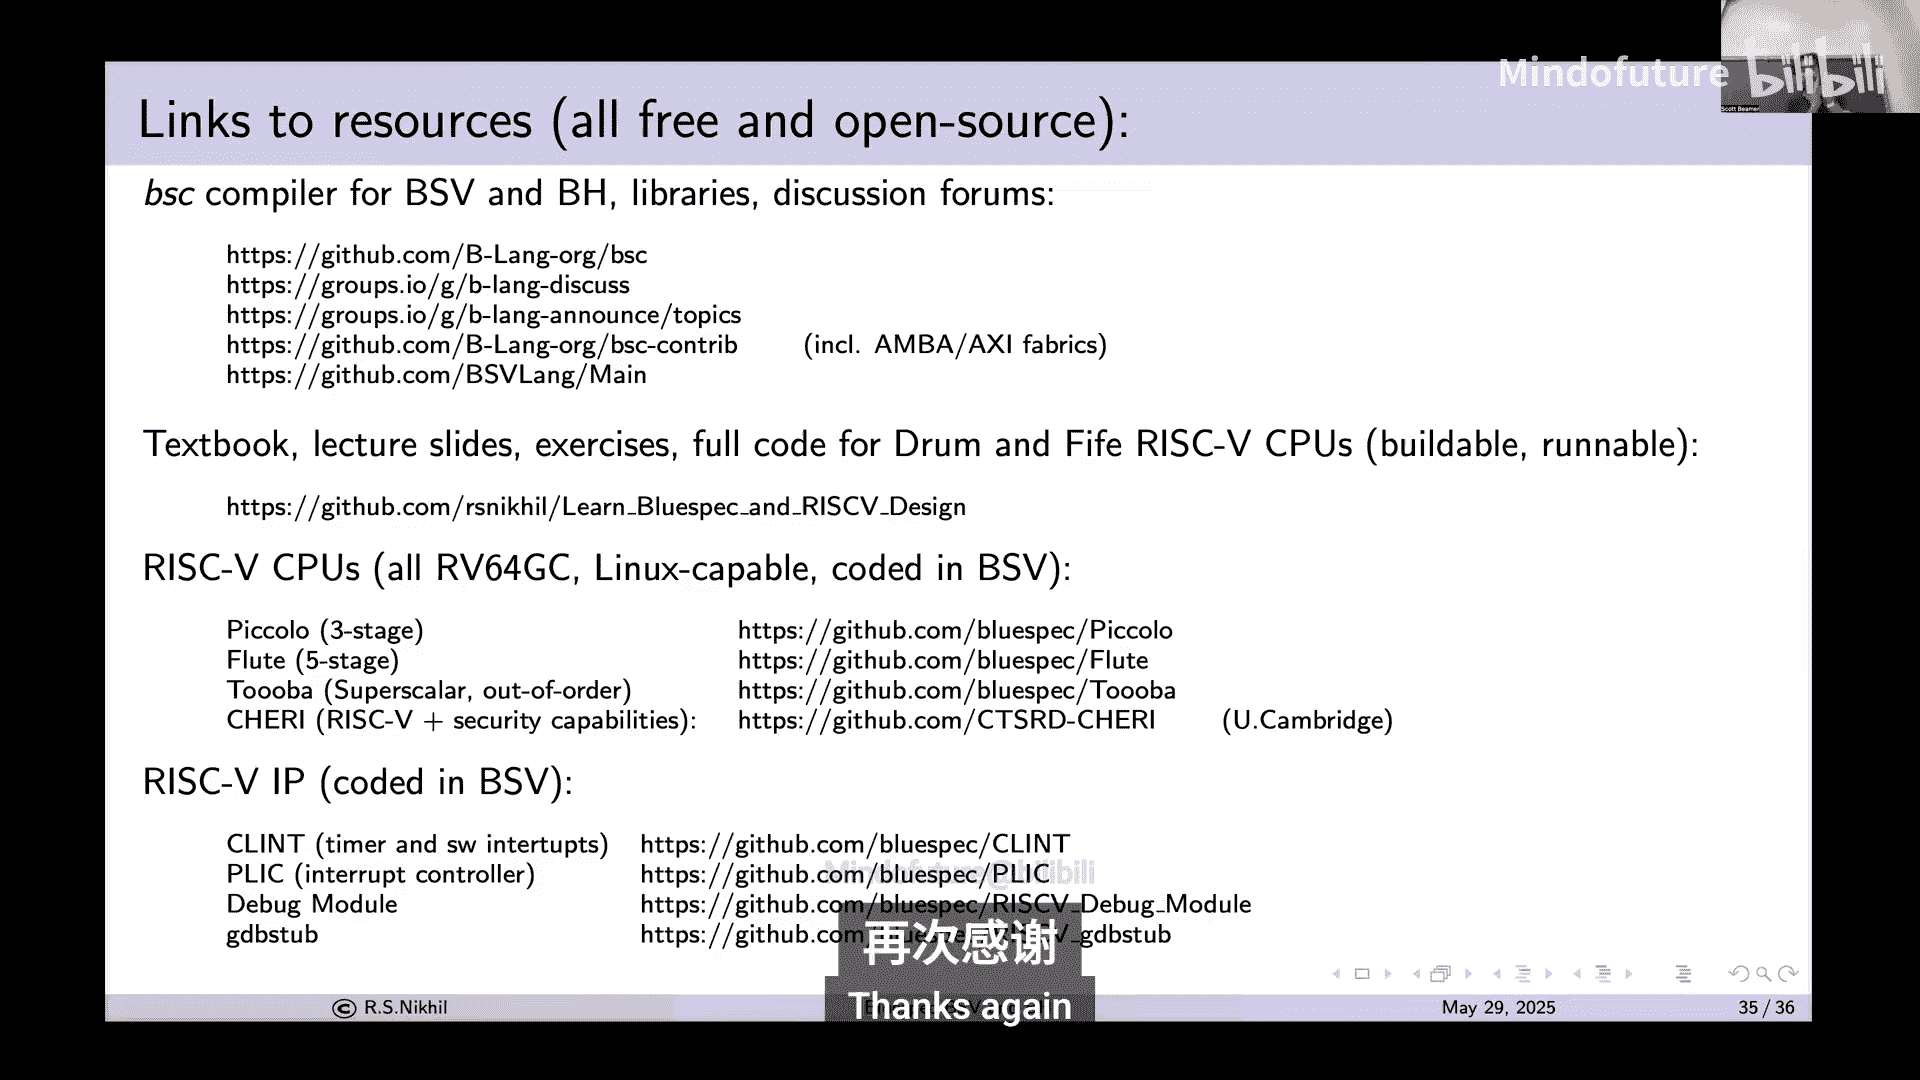 Mindofuture bilibili
Scott Beamer
Links to resources (all free and open-source):
bsc compiler for BSV and BH, libraries, discussion forums:
https://github.com/B-Lang-org/bsc
https://groups.io/g/b-lang-discuss
https://groups.io/g/b-lang-announce/topics
https://github.com/B-Lang-org/bsc-contrib (incl. AMBA/AXI fabrics)
https://github.com/BSVLang/Main
Textbook, lecture slides, exercises, full code for Drum and Fife RISC-V CPUs (buildable, runnable):
https://github.com/rsnikhil/Learn_Bluespec_and_RISCV_Design
RISC-V CPUs (all RV64GC, Linux-capable, coded in BSV):
Piccolo (3-stage) https://github.com/bluespec/Piccolo
Flute (5-stage) https://github.com/bluespec/Flute
Toooba (Superscalar, out-of-order) https://github.com/bluespec/Toooba
CHERI (RISC-V + security capabilities): https://github.com/CTSRD-CHERI (U.Cambridge)
RISC-V IP (coded in BSV):
CLINT (timer and sw intertupts) https://github.com/bluespec/CLINT
PLIC (interrupt controller) https://github.com/bluespec/PLIC
Mindofuture@bilibili
Debug Module https://github.com/bluespec/RISCV_Debug_Module
gdbstub https://github.com
_gdbstub
再次感谢
Thanks again
© R.S.Nikhil May 29, 2025 35 / 36